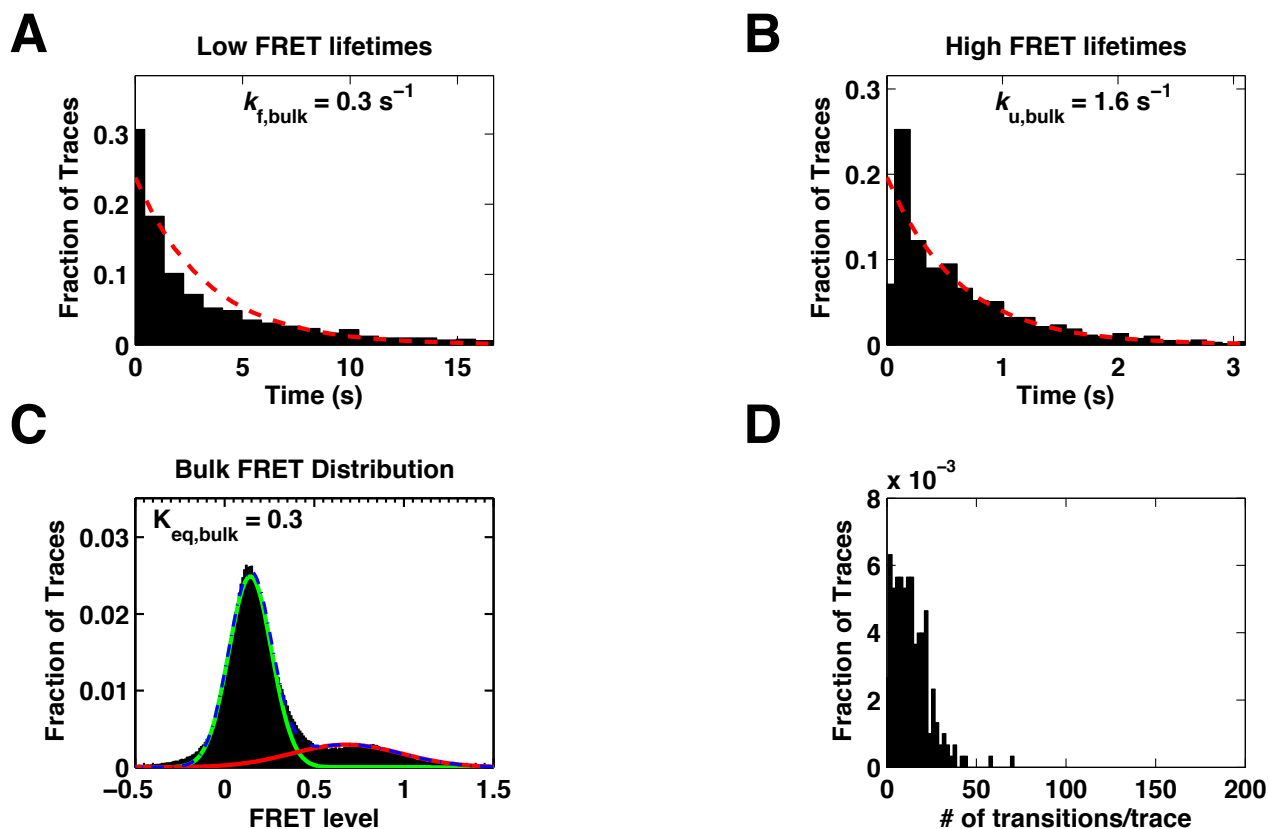 A
Low FRET lifetimes
k_f,bulk = 0.3 s⁻¹
Fraction of Traces
0.3
0.2
0.1
0
0 5 10 15
Time (s)
B
High FRET lifetimes
k_u,bulk = 1.6 s⁻¹
Fraction of Traces
0.3
0.2
0.1
0
0 1 2 3
Time (s)
C
Bulk FRET Distribution
K_eq,bulk = 0.3
Fraction of Traces
0.03
0.02
0.01
0
−0.5 0 0.5 1 1.5
FRET level
D
x 10⁻³
Fraction of Traces
8
6
4
2
0
0 50 100 150 200
# of transitions/trace